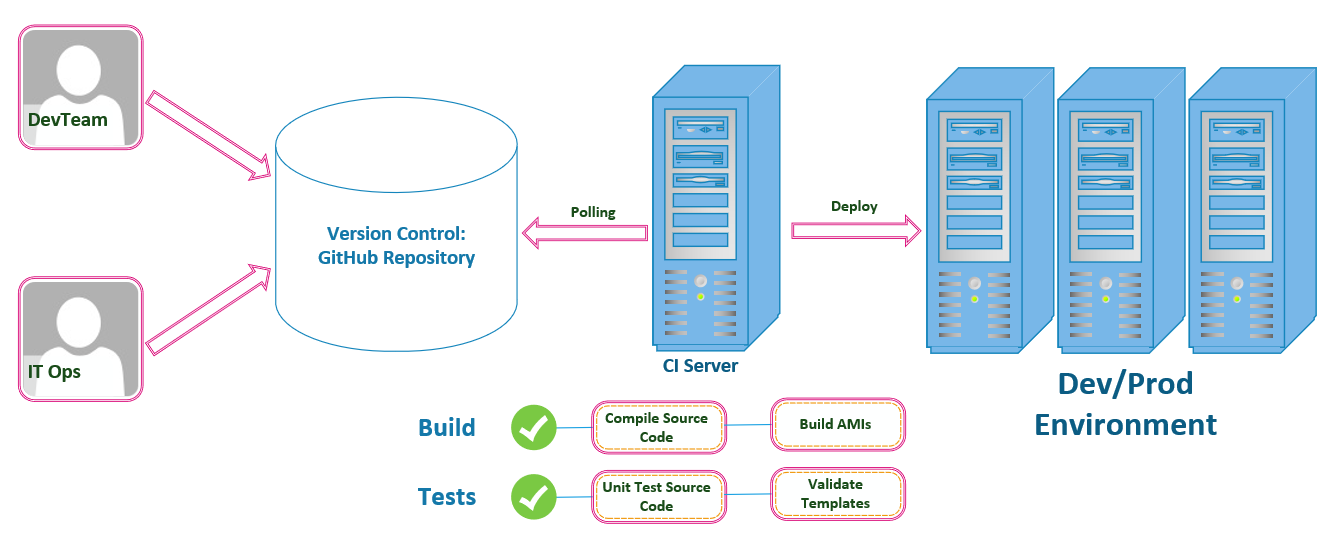 DevTeam
IT Ops
Version Control:
GitHub Repository
Polling
CI Server
Deploy
Dev/Prod
Environment
Build
Compile Source
Code
Build AMIs
Tests
Unit Test Source
Code
Validate
Templates